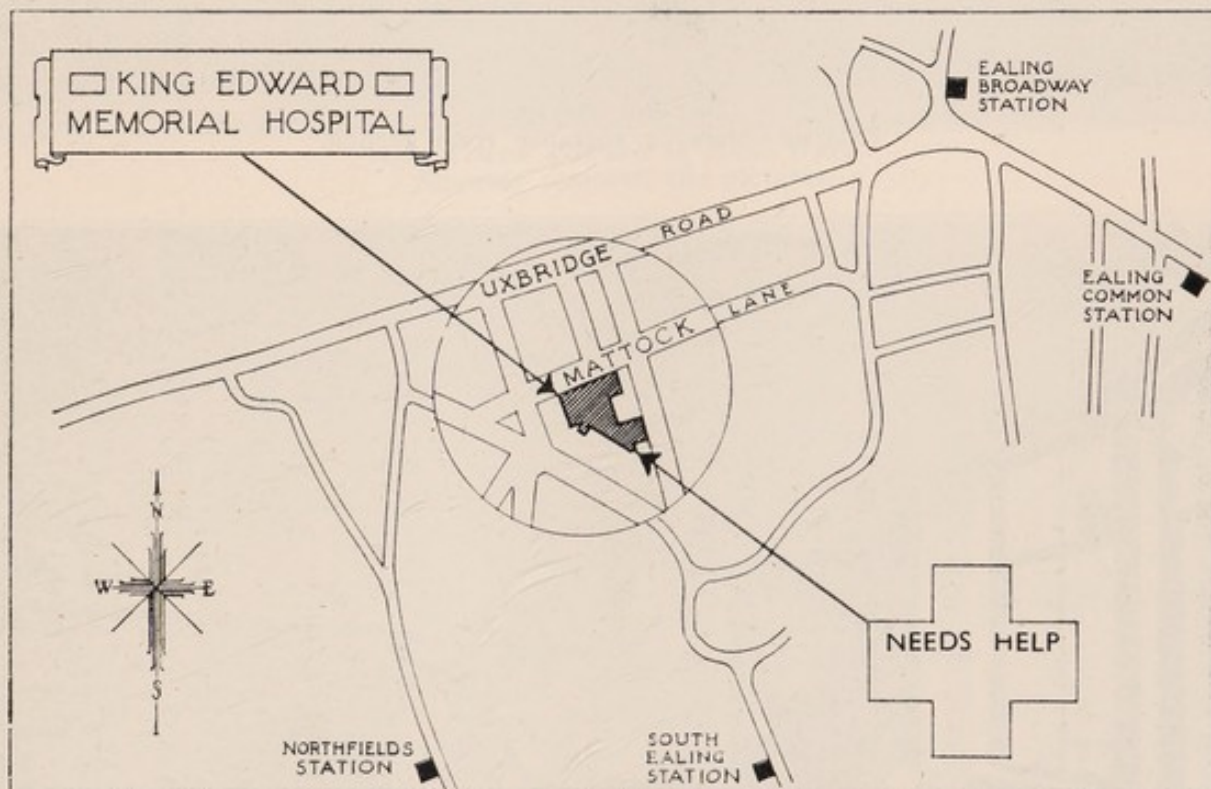 KING EDWARD
MEMORIAL HOSPITAL
EALING
BROADWAY
STATION
UXBRIDGE ROAD
MATTOCK LANE
EALING
COMMON
STATION
N
W E
S
NEEDS HELP
NORTHFIELDS
STATION
SOUTH
EALING
STATION